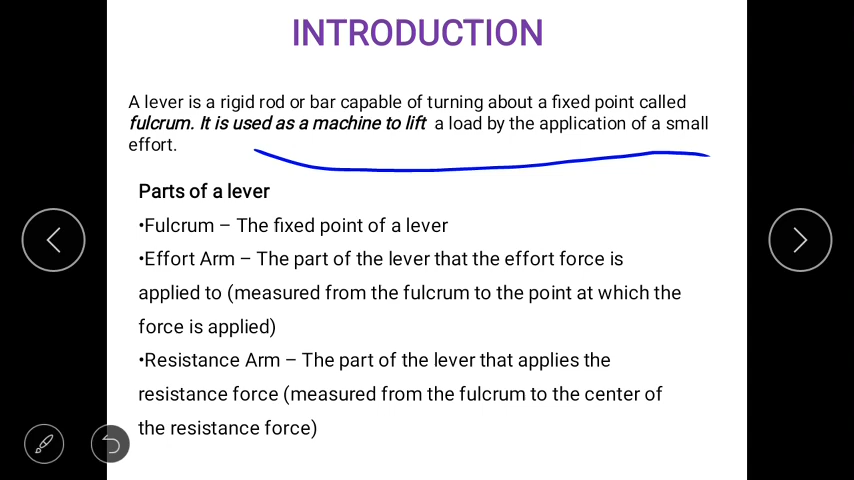 INTRODUCTION
A lever is a rigid rod or bar capable of turning about a fixed point called
fulcrum. It is used as a machine to lift a load by the application of a small
effort.
Parts of a lever
•Fulcrum – The fixed point of a lever
•Effort Arm – The part of the lever that the effort force is
applied to (measured from the fulcrum to the point at which the
force is applied)
•Resistance Arm – The part of the lever that applies the
resistance force (measured from the fulcrum to the center of
the resistance force)